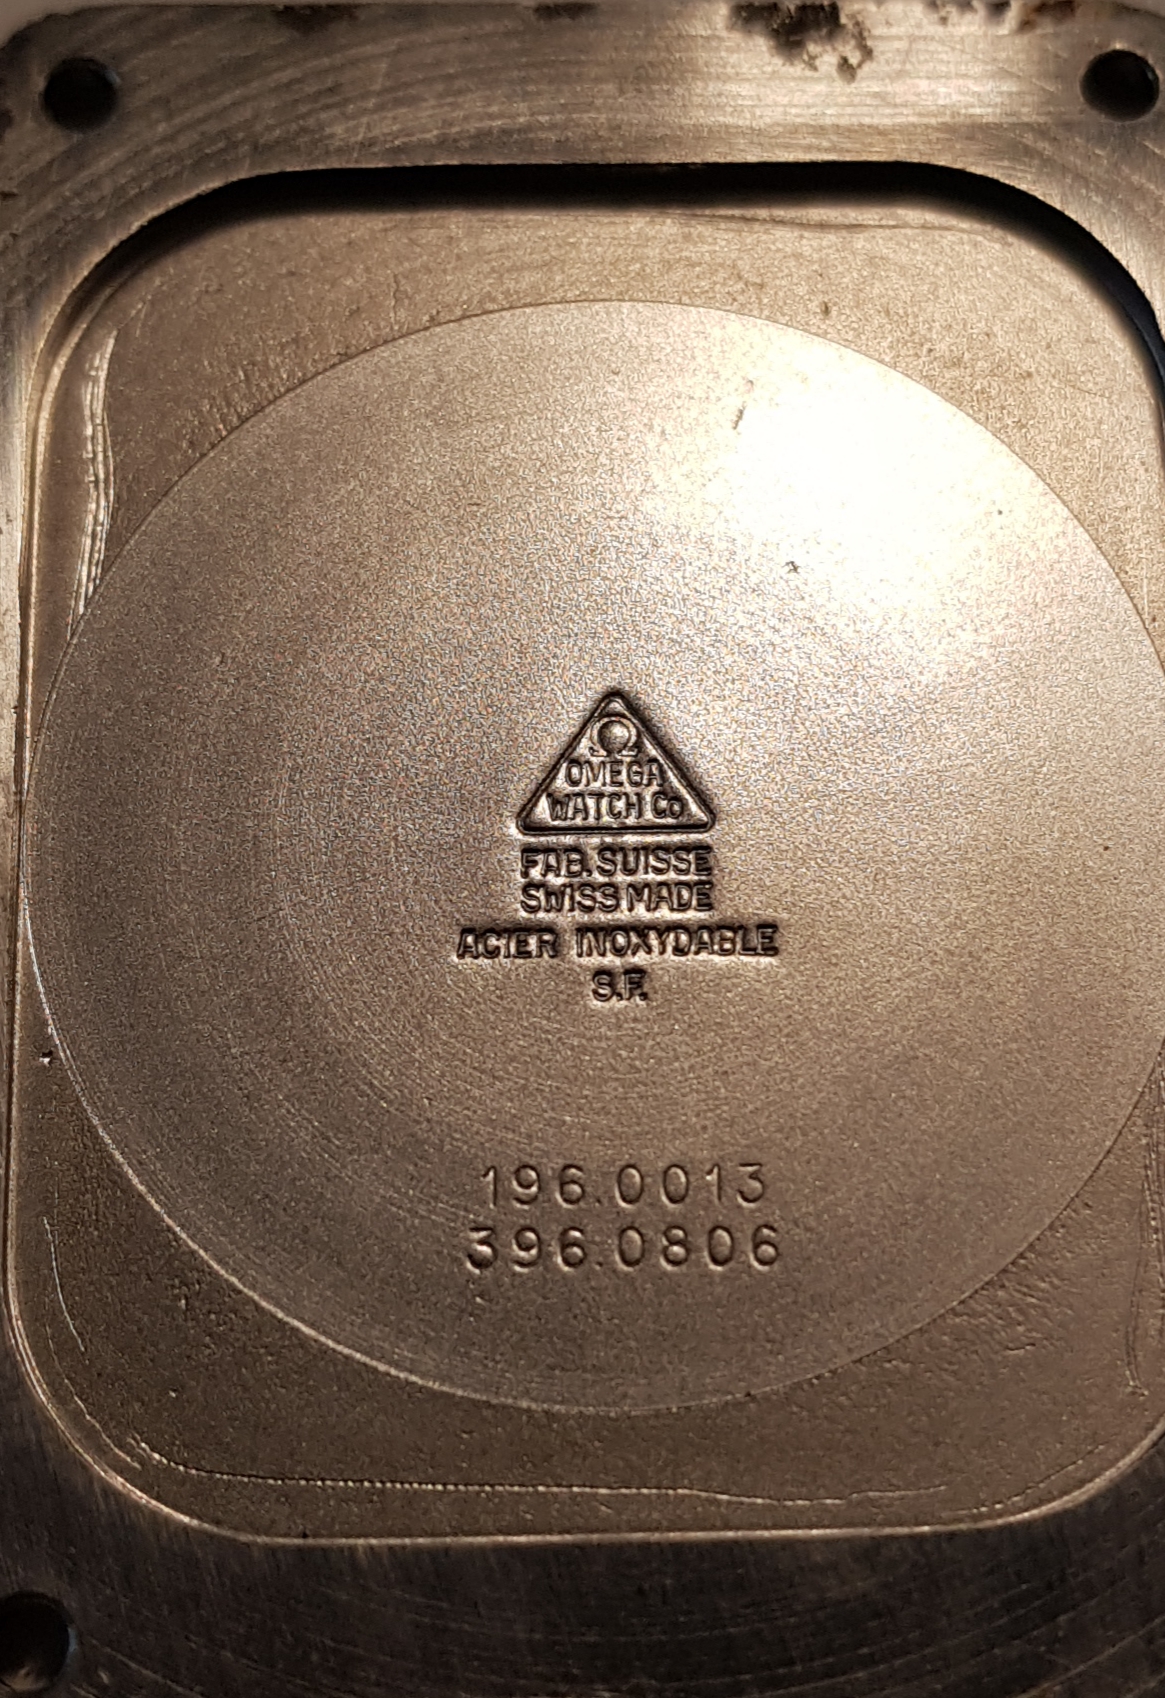 Ω
OMEGA
WATCH Co
FAB. SUISSE
SWISS MADE
ACIER INOXYDABLE
S.F.
196.0013
396.0806